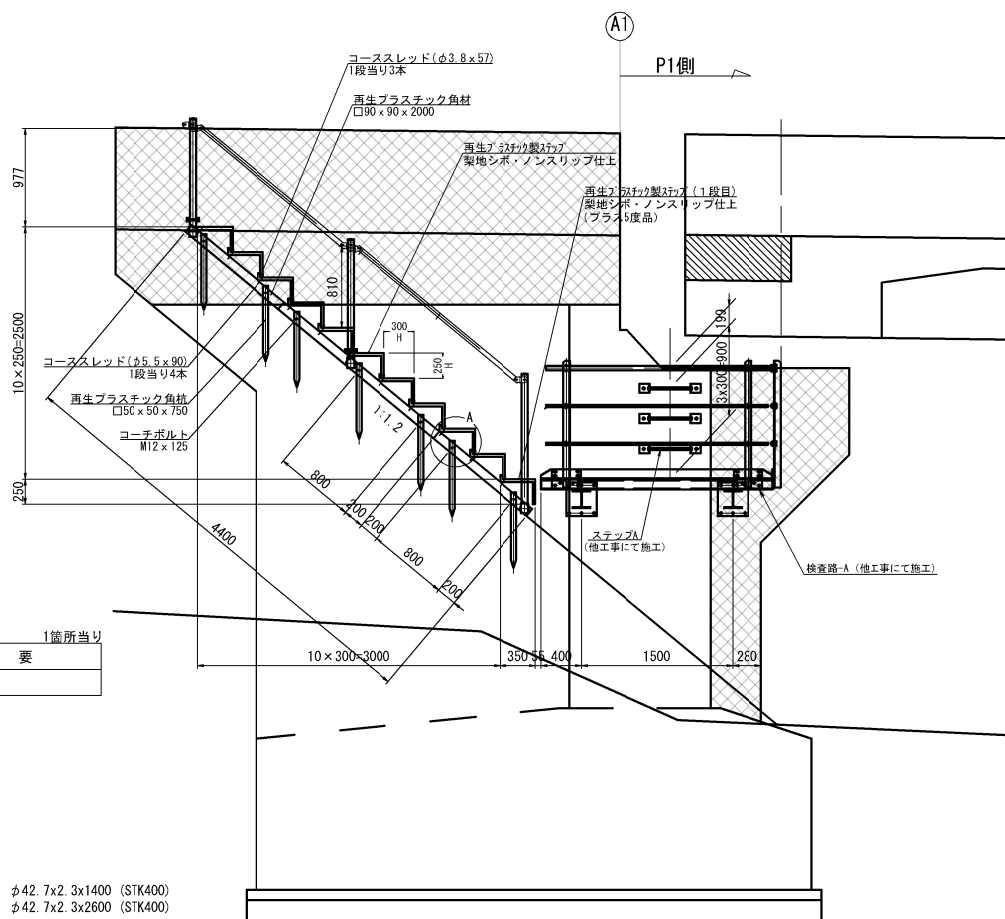 A1
P1側
コーススレッド(φ3.8x57)
1段当り3本
再生プラスチック角材
□90x90x2000
再生プラスチック製ステップ
梨地シボ・ノンスリップ仕上
再生プラスチック製ステップ(1段目)
梨地シボ・ノンスリップ仕上
(プラス5度品)
977
810
199
3x300=900
300
H
250
H
10×250=2500
コーススレッド(φ5.5x90)
1段当り4本
再生プラスチック角杭
□50x50x750
コーチボルト
M12x125
1:1.2
A
250
800
200
200
800
200
4400
ステップA
(他工事にて施工)
検査路-A (他工事にて施工)
1箇所当り
要
10×300=3000
350
55
400
1500
280
φ42.7x2.3x1400 (STK400)
φ42.7x2.3x2600 (STK400)